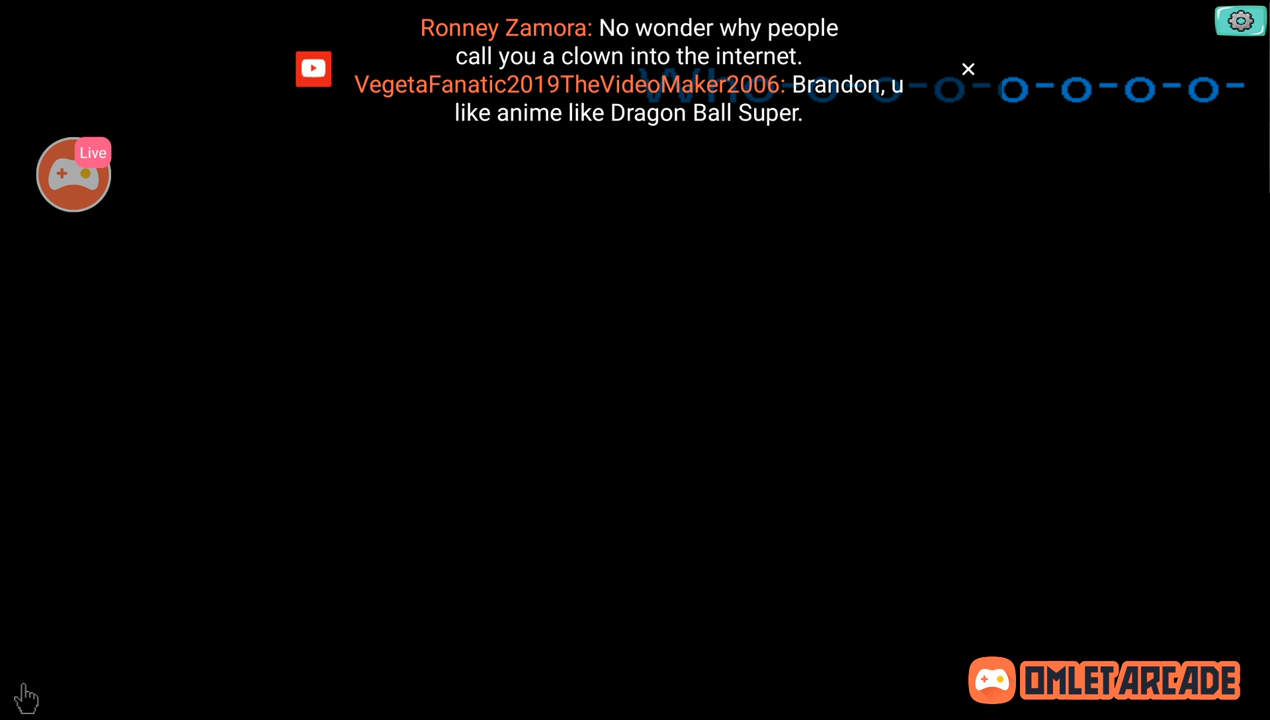 Ronney Zamora: No wonder why people
call you a clown into the internet.
VegetaFanatic2019TheVideoMaker2006: Brandon, u
like anime like Dragon Ball Super.
Who-o-o-o-o-o-o-o-
Live
OMLET ARCADE